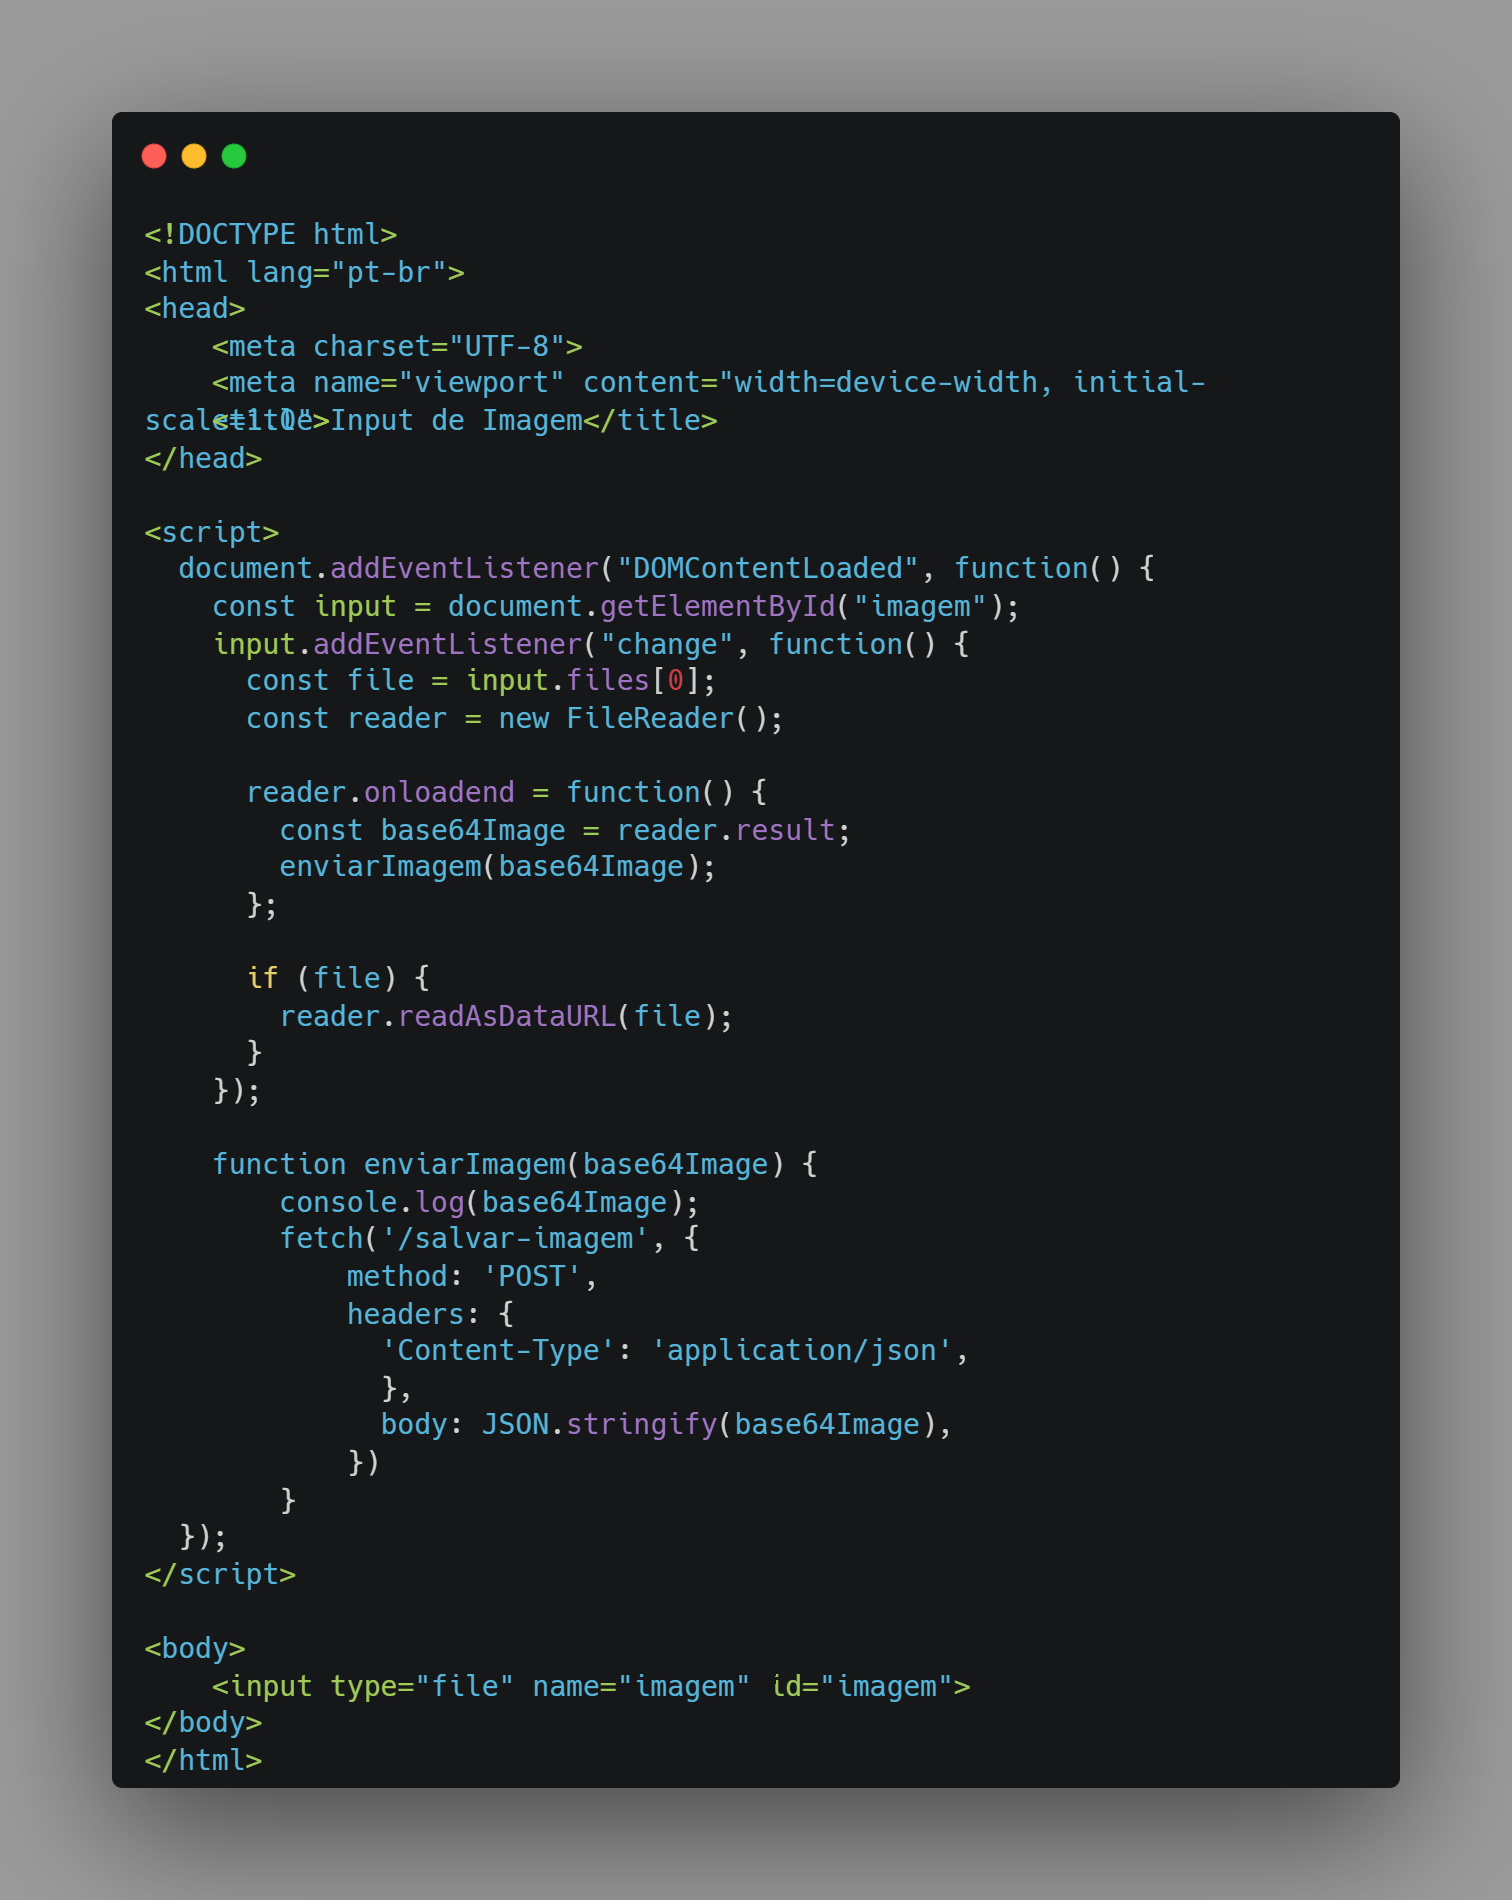 <!DOCTYPE html>
<html lang="pt-br">
<head>
    <meta charset="UTF-8">
    <meta name="viewport" content="width=device-width, initial-
scale=1.0">
    <title>Input de Imagem</title>
</head>

<script>
  document.addEventListener("DOMContentLoaded", function() {
    const input = document.getElementById("imagem");
    input.addEventListener("change", function() {
      const file = input.files[0];
      const reader = new FileReader();

      reader.onloadend = function() {
        const base64Image = reader.result;
        enviarImagem(base64Image);
      };

      if (file) {
        reader.readAsDataURL(file);
      }
    });

    function enviarImagem(base64Image) {
        console.log(base64Image);
        fetch('/salvar-imagem', {
            method: 'POST',
            headers: {
              'Content-Type': 'application/json',
              },
              body: JSON.stringify(base64Image),
            })
        }
  });
</script>

<body>
    <input type="file" name="imagem" id="imagem">
</body>
</html>